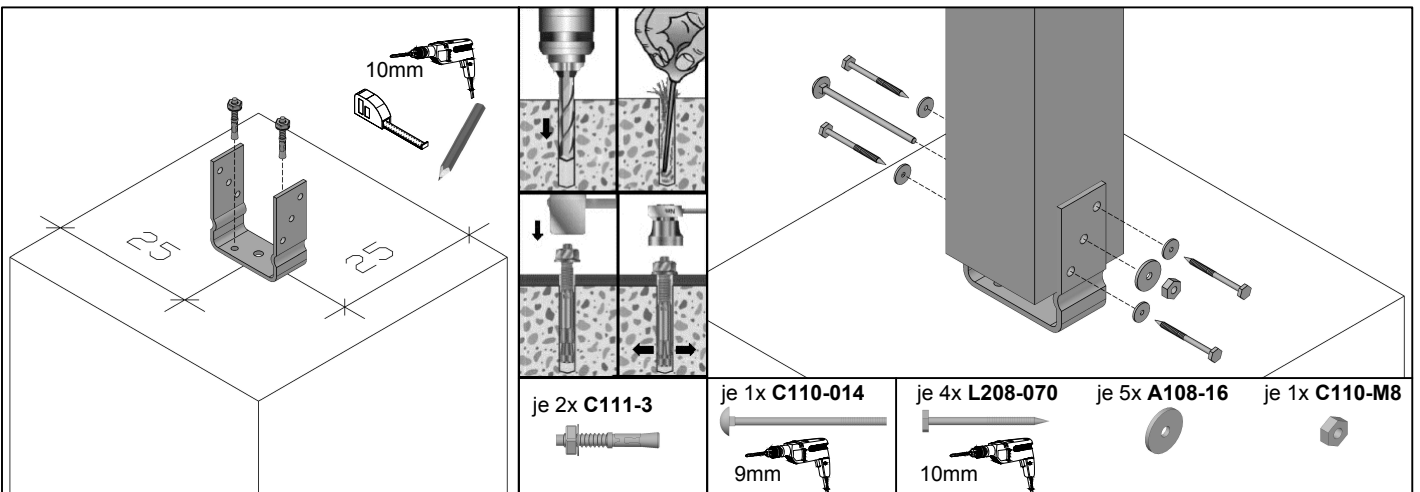 10mm
25
25
je 2x C111-3
je 1x C110-014
9mm
je 4x L208-070
10mm
je 5x A108-16
je 1x C110-M8